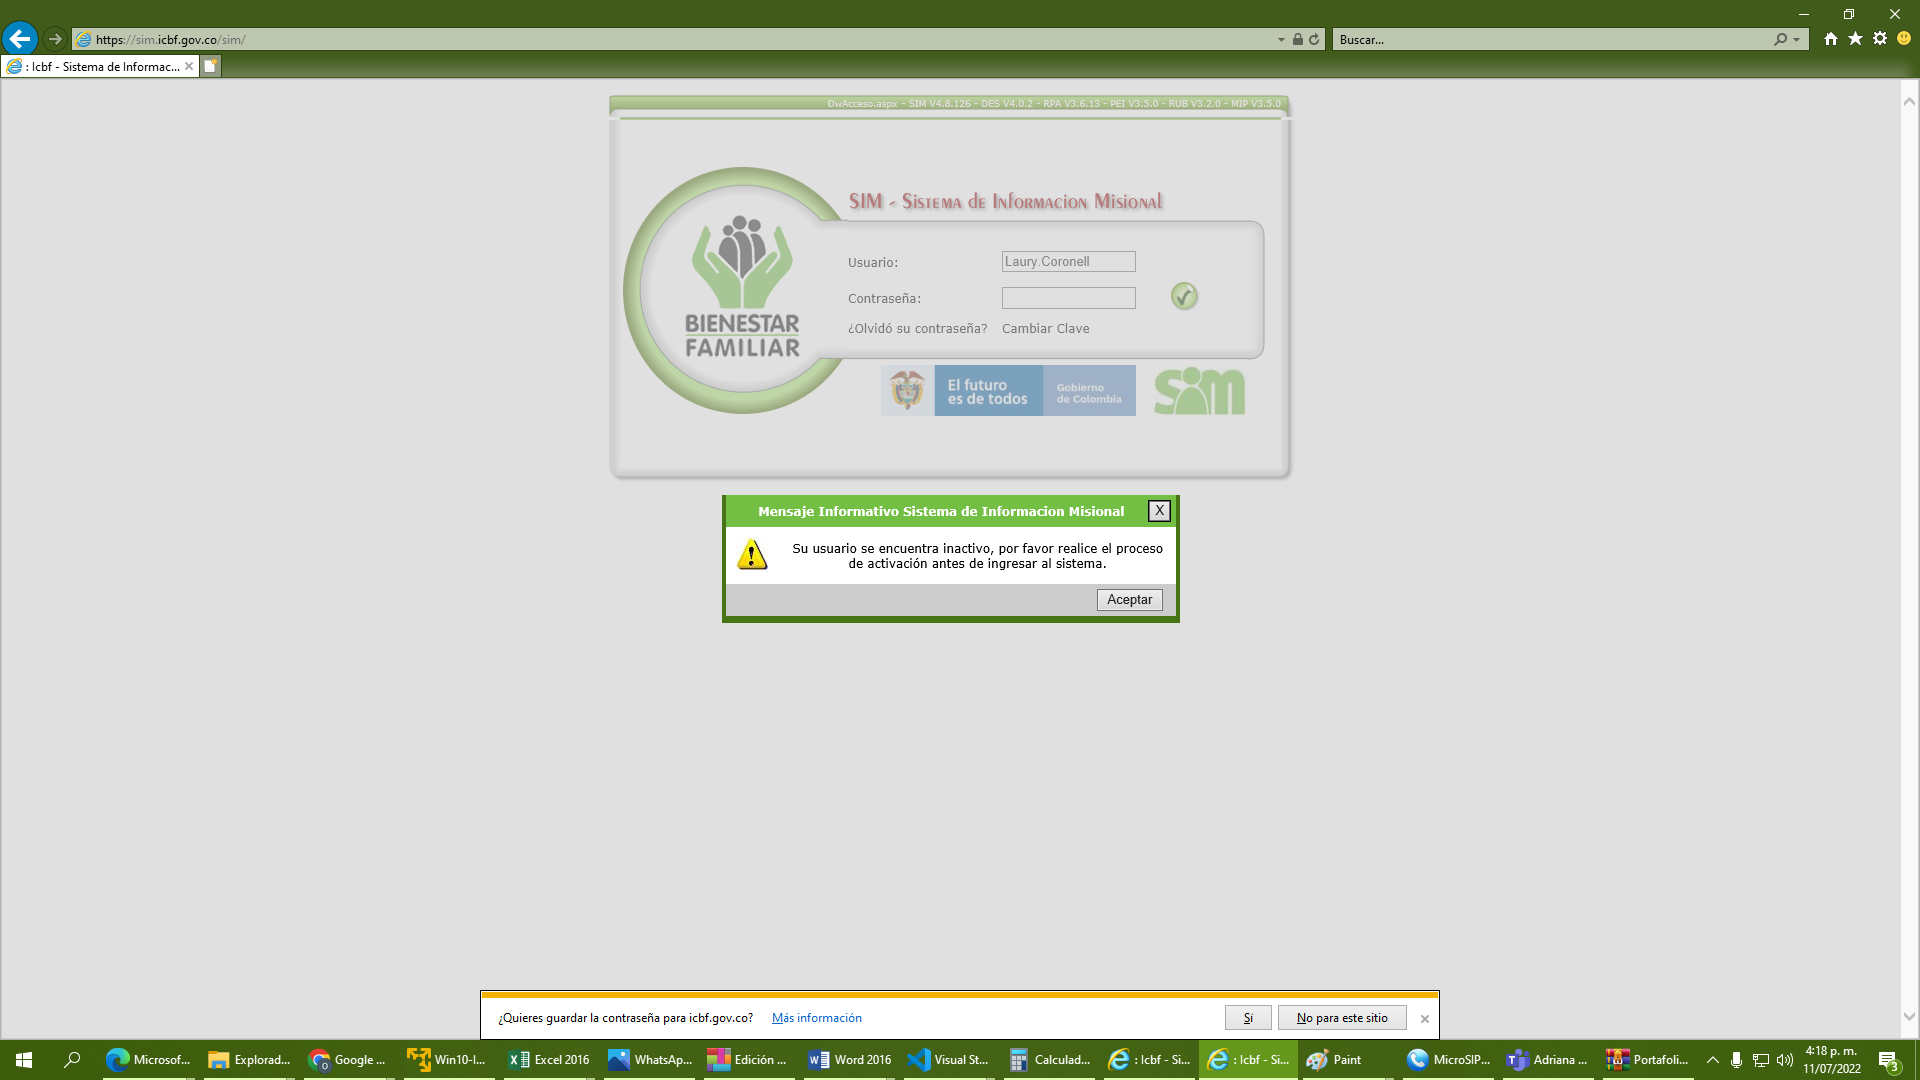 https://sim.icbf.gov.co/sim/
Buscar...
: Icbf - Sistema de Informac...
DwAcceso.aspx - SIM V4.8.126 - DES V4.0.2 - RPA V3.6.13 - PEI V3.5.0 - RUB V3.2.0 - MIP V3.5.0
SIM - Sistema de Informacion Misional
Usuario:
Laury.Coronell
Contraseña:
¿Olvidó su contraseña?
Cambiar Clave
BIENESTAR
FAMILIAR
El futuro
es de todos
Gobierno
de Colombia
sim
Mensaje Informativo Sistema de Informacion Misional
X
Su usuario se encuentra inactivo, por favor realice el proceso
de activación antes de ingresar al sistema.
Aceptar
¿Quieres guardar la contraseña para icbf.gov.co?
Más información
Sí
No para este sitio
Microsof...
Explorad...
Google ...
Win10-I...
Excel 2016
WhatsAp...
Edición ...
Word 2016
Visual St...
Calculad...
: Icbf - Si...
: Icbf - Si...
Paint
MicroSIP...
Adriana ...
Portafoli...
4:18 p. m.
11/07/2022
3